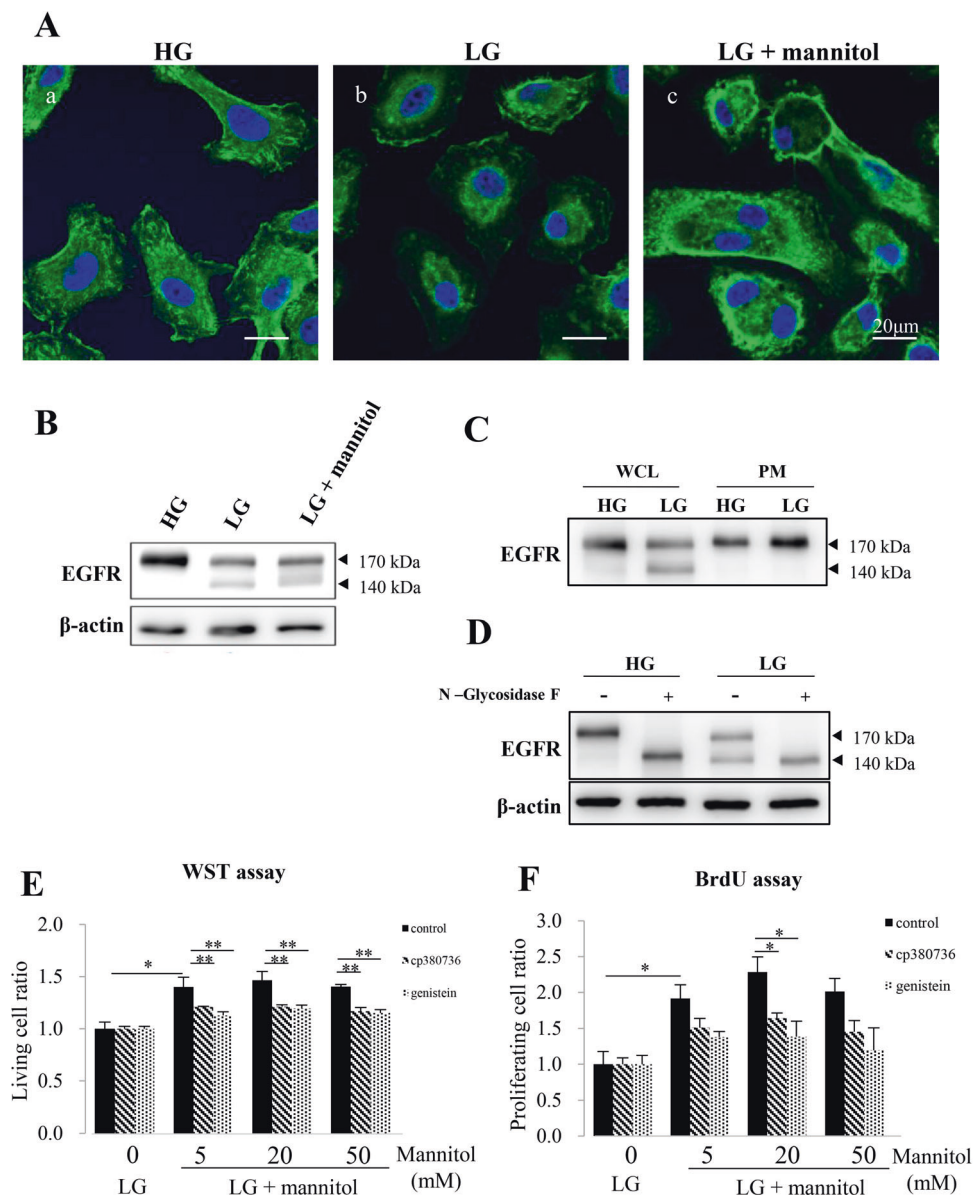 A
HG LG LG + mannitol
a b c
20μm
B
HG LG LG + mannitol
EGFR
170 kDa
140 kDa
β-actin
C
WCL PM
HG LG HG LG
EGFR
170 kDa
140 kDa
D
HG LG
N –Glycosidase F - + - +
EGFR
170 kDa
140 kDa
β-actin
E
WST assay
Living cell ratio
2.0
1.5
1.0
0.5
0.0
* ** ** ** ** ** **
control
cp380736
genistein
0 5 20 50 Mannitol
LG LG + mannitol (mM)
F
BrdU assay
Proliferating cell ratio
3.0
2.5
2.0
1.5
1.0
0.5
0.0
* * *
control
cp380736
genistein
0 5 20 50 Mannitol
LG LG + mannitol (mM)